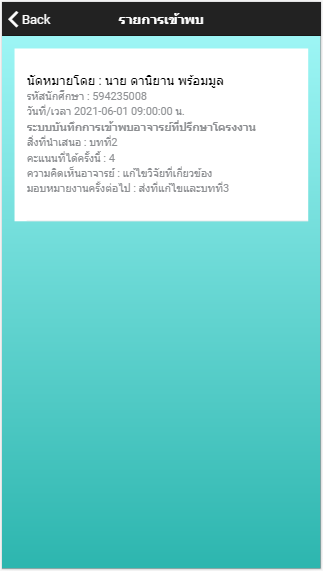 Back
รายการเข้าพบ
นัดหมายโดย : นาย ดานิยาน พร้อมมูล
รหัสนักศึกษา : 594235008
วันที่/เวลา 2021-06-01 09:00:00 น.
ระบบบันทึกการเข้าพบอาจารย์ที่ปรึกษาโครงงาน
สิ่งที่นำเสนอ : บทที่2
คะแนนที่ได้ครั้งนี้ : 4
ความคิดเห็นอาจารย์ : แก้ไขวิจัยที่เกี่ยวข้อง
มอบหมายงานครั้งต่อไป : ส่งที่แก้ไขและบทที่3